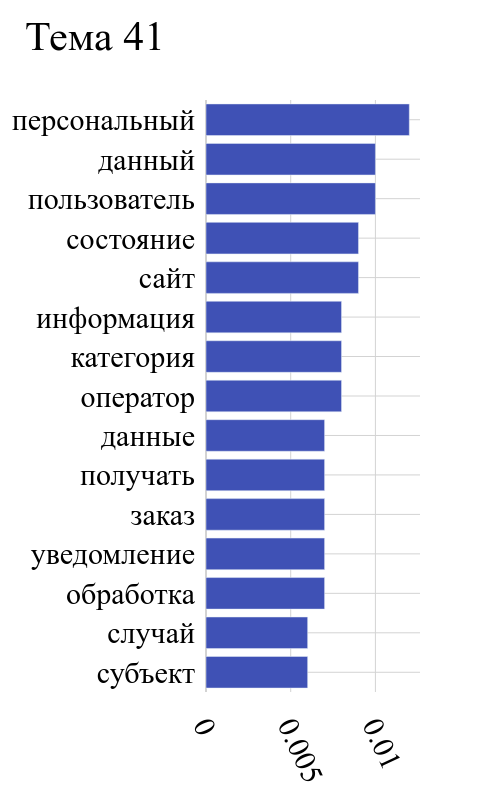 Тема 41
персональный
данный
пользователь
состояние
сайт
информация
категория
оператор
данные
получать
заказ
уведомление
обработка
случай
субъект
0
0.005
0.01